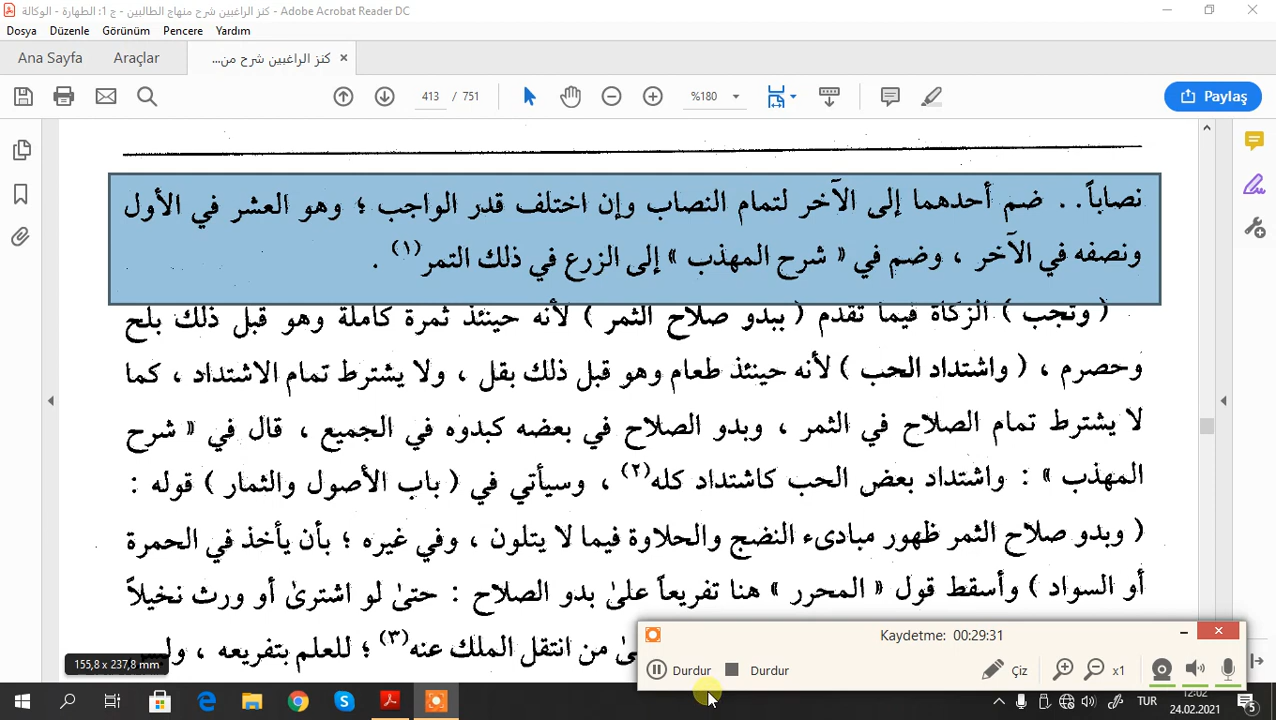 كنز الراغبين شرح منهاج الطالبين - ج 1: الطهارة - الوكالة - Adobe Acrobat Reader DC
Dosya Düzenle Görünüm Pencere Yardım
Ana Sayfa Araçlar كنز الراغبين شرح من... ×
413 / 751 %180 Paylaş
نصاباً . . ضم أحدهما إلى الآخر لتمام النصاب وإن اختلف قدر الواجب ؛ وهو العشر في الأول
ونصفه في الآخر ، وضم في « شرح المهذب » إلى الزرع في ذلك التمر(١) .
( وتجب ) الزكاة فيما تقدم ( ببدو صلاح الثمر ) لأنه حينئذ ثمرة كاملة وهو قبل ذلك بلح
وحصرم ، ( واشتداد الحب ) لأنه حينئذ طعام وهو قبل ذلك بقل ، ولا يشترط تمام الاشتداد ، كما
لا يشترط تمام الصلاح في الثمر ، وبدو الصلاح في بعضه كبدوه في الجميع ، قال في « شرح
المهذب » : واشتداد بعض الحب كاشتداد كله(٢) ، وسيأتي في ( باب الأصول والثمار ) قوله :
( وبدو صلاح الثمر ظهور مبادىء النضج والحلاوة فيما لا يتلون ، وفي غيره ؛ بأن يأخذ في الحمرة
أو السواد ) وأسقط قول « المحرر » هنا تفريعاً علىٰ بدو الصلاح : حتىٰ لو اشترىٰ أو ورث نخيلاً
من انتقل الملك عنه(٣) ؛ للعلم بتفريعه ،
155,8 x 237,8 mm
Kaydetme: 00:29:31
Durdur Durdur Çiz x1
TUR
12:02
24.02.2021
5